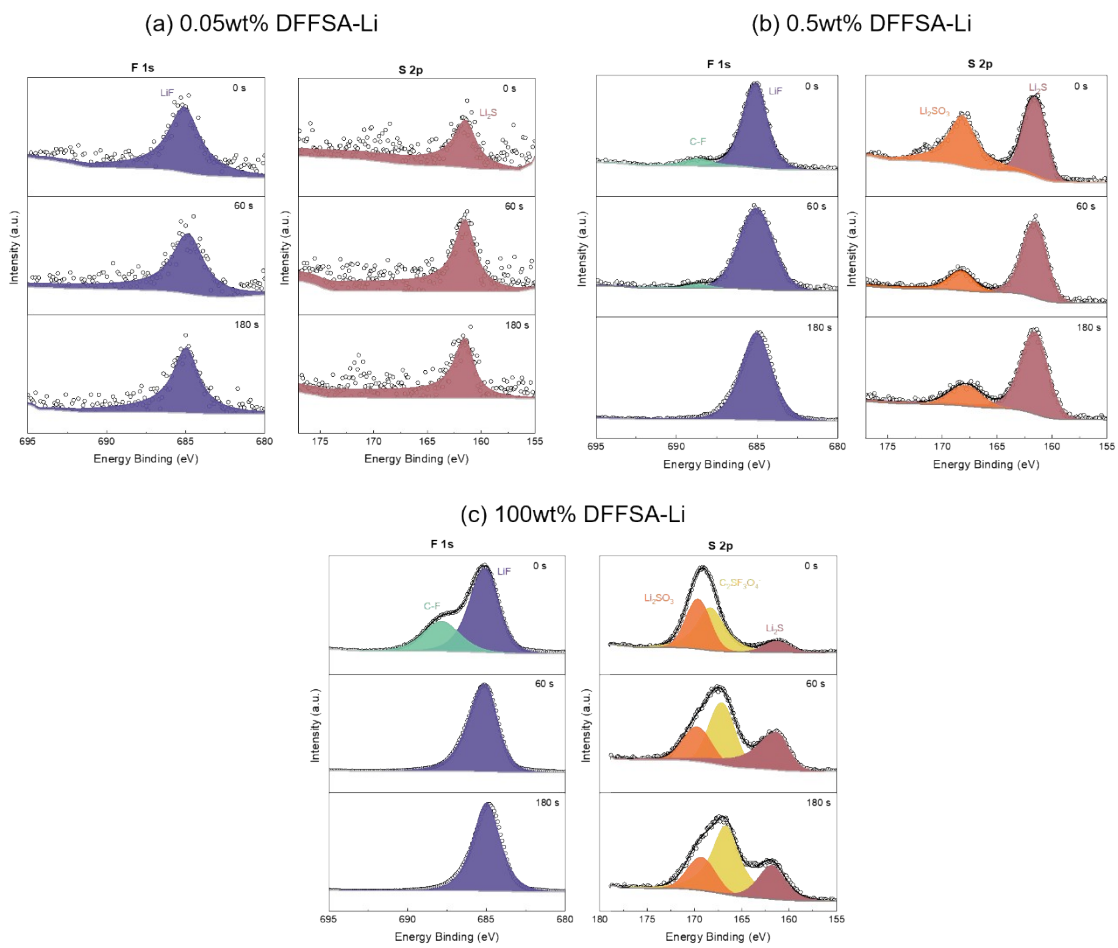 (a) 0.05wt% DFFSA-Li
F 1s
S 2p
0 s
LiF
0 s
Li₂S
60 s
60 s
180 s
180 s
Intensity (a.u.)
695 690 685 680
175 170 165 160 155
Energy Binding (eV)
Energy Binding (eV)
(b) 0.5wt% DFFSA-Li
F 1s
S 2p
0 s
LiF
C-F
0 s
Li₂S
Li₂SO₃
60 s
60 s
180 s
180 s
Intensity (a.u.)
Intensity (a.u.)
695 690 685 680
175 170 165 160 155
Energy Binding (eV)
Energy Binding (eV)
(c) 100wt% DFFSA-Li
F 1s
S 2p
0 s
LiF
C-F
0 s
Li₂SO₃
Li₂S
60 s
60 s
180 s
180 s
Intensity (a.u.)
Intensity (a.u.)
695 690 685 680
180 175 170 165 160 155
Energy Binding (eV)
Energy Binding (eV)